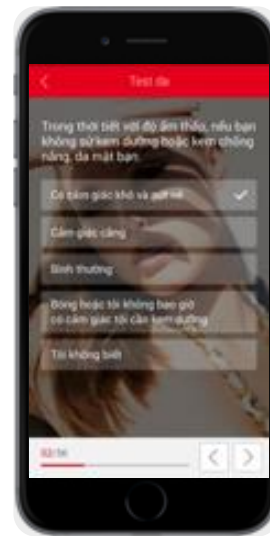 Test da
Trong thời tiết với độ ẩm thấp, nếu bạn
không sử kem dưỡng hoặc kem chống
nắng, da mặt bạn:
Có cảm giác khô và nứt nẻ
Cảm giác căng
Bình thường
Bóng hoặc tôi không bao giờ
có cảm giác tôi cần kem dưỡng
Tôi không biết